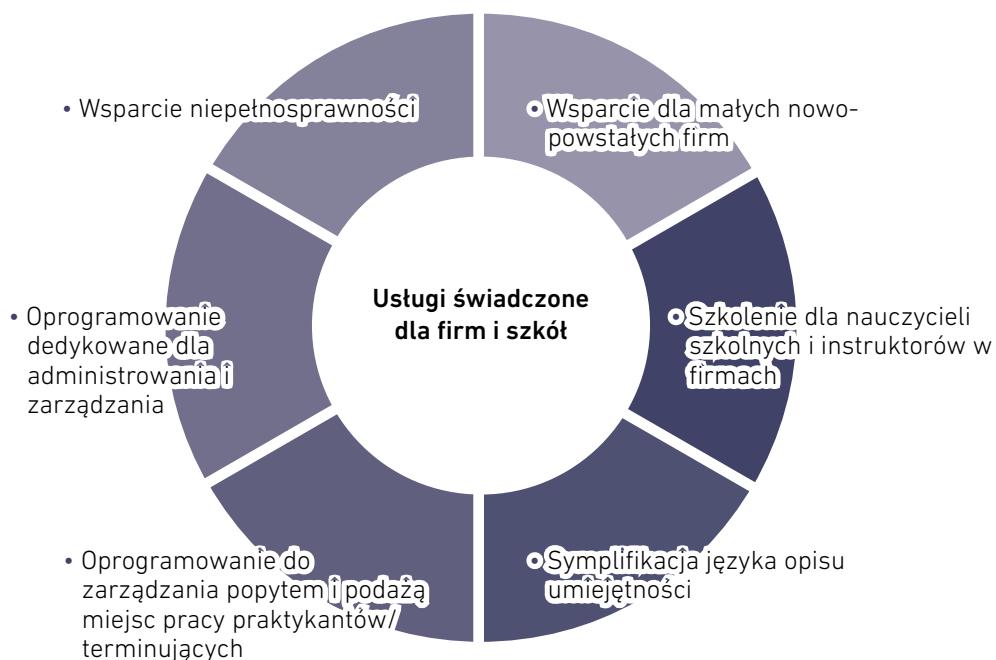 • Wsparcie niepełnosprawności
• Wsparcie dla małych nowo-
powstałych firm
Usługi świadczone
dla firm i szkół
• Oprogramowanie
dedykowane dla
administrowania i
zarządzania
• Szkolenie dla nauczycieli
szkolnych i instruktorów w
firmach
• Oprogramowanie do
zarządzania popytem i podażą
miejsc pracy praktykantów/
terminujących
• Symplifikacja języka opisu
umiejętności